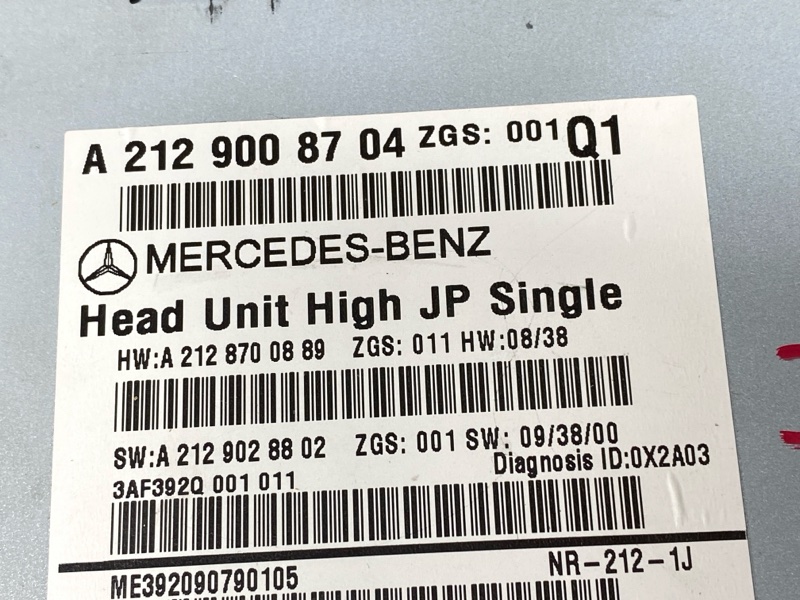 A 212 900 87 04 ZGS: 001 Q1
MERCEDES-BENZ
Head Unit High JP Single
HW:A 212 870 08 89 ZGS: 011 HW:08/38
SW:A 212 902 88 02 ZGS: 001 SW: 09/38/00
Diagnosis ID:0X2A03
3AF392Q 001 011
ME392090790105 NR-212-1J